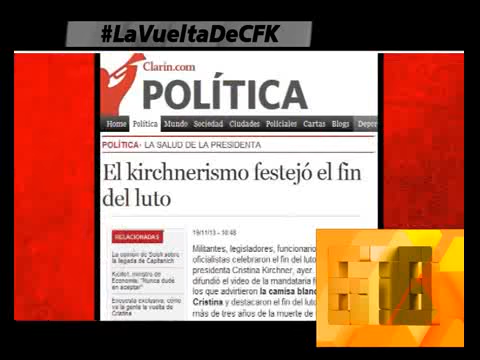 #LaVueltaDeCFK
Clarín.com
POLÍTICA
Home Política Mundo Sociedad Ciudades Policiales Cartas Blogs Depor
POLÍTICA LA SALUD DE LA PRESIDENTA
El kirchnerismo festejó el fin
del luto
RELACIONADAS
19/11/13 - 10:48
La opinión de Scioli sobre
la llegada de Capitanich
Kicillof, ministro de
Economía: "Nunca dudé
en aceptar"
Encuesta exclusiva, cómo
ve la gente la vuelta de
Cristina
Militantes, legisladores, funcionario
oficialistas celebraron el fin del luto
presidenta Cristina Kirchner, ayer.
difundió el video de la mandataria
los que advirtieron la camisa blanc
Cristina y destacaron el fin del luto
más de tres años de la muerte de